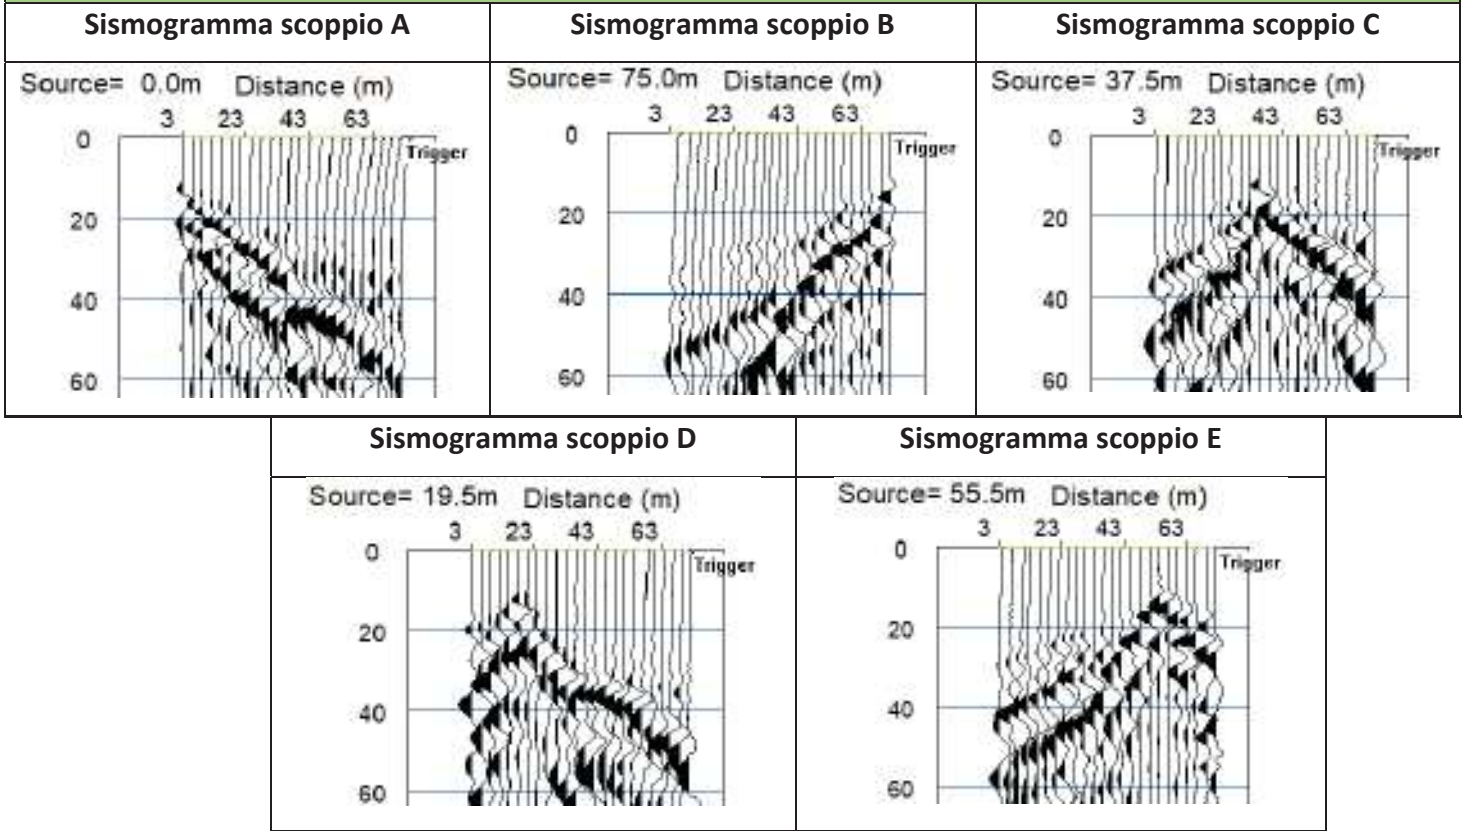 Sismogramma scoppio A
Sismogramma scoppio B
Sismogramma scoppio C
Source= 0.0m Distance (m)
3 23 43 63
0
Trigger
20
40
60
Source= 75.0m Distance (m)
3 23 43 63
0
Trigger
20
40
60
Source= 37.5m Distance (m)
3 23 43 63
0
Trigger
20
40
60
Sismogramma scoppio D
Sismogramma scoppio E
Source= 19.5m Distance (m)
3 23 43 63
0
Trigger
20
40
60
Source= 55.5m Distance (m)
3 23 43 63
0
Trigger
20
40
60